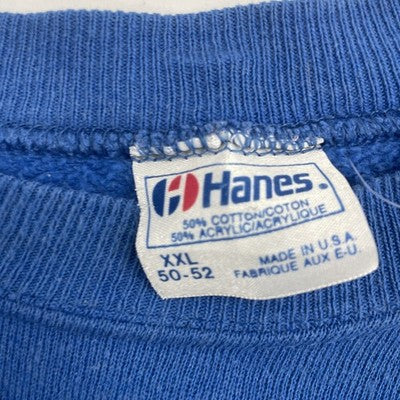 Hanes.
50% COTTON/COTON
50% ACRYLIC/ACRYLIQUE
XXL
50-52
MADE IN U.S.A.
FABRIQUE AUX E.-U.